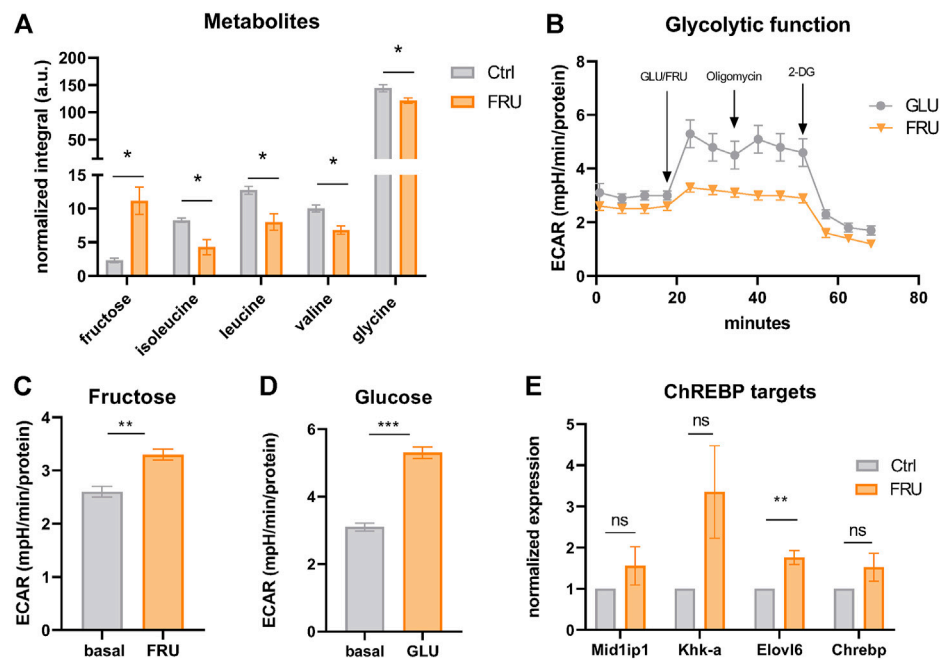 A
Metabolites
normalized integral (a.u.)
200
150
100
50
15
10
5
0
*
*
*
*
*
Ctrl
FRU
fructose
isoleucine
leucine
valine
glycine
B
Glycolytic function
ECAR (mpH/min/protein)
8
6
4
2
0
GLU/FRU
Oligomycin
2-DG
GLU
FRU
0
20
40
60
80
minutes
C
Fructose
ECAR (mpH/min/protein)
4
3
2
1
0
**
basal
FRU
D
Glucose
ECAR (mpH/min/protein)
6
4
2
0
***
basal
GLU
E
ChREBP targets
normalized expression
5
4
3
2
1
0
ns
ns
**
ns
Ctrl
FRU
Mid1ip1
Khk-a
Elovl6
Chrebp